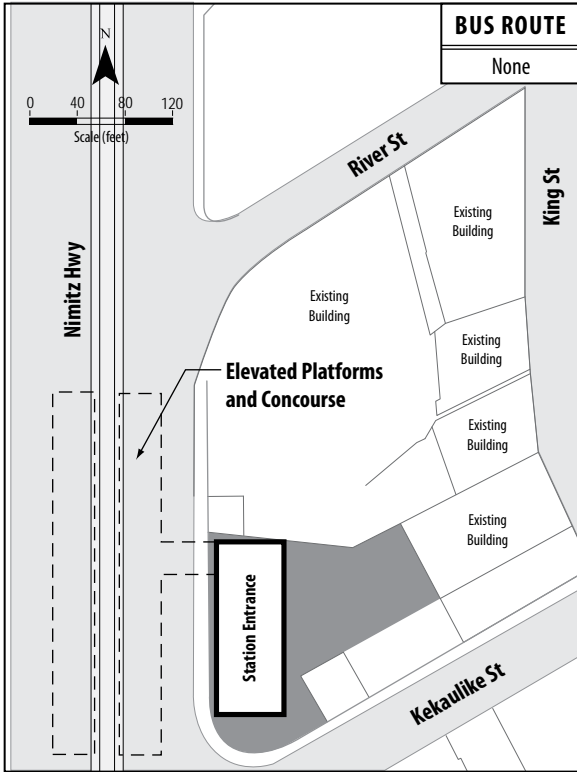 BUS ROUTE
None
N
0 40 80 120
Scale (feet)
River St
King St
Nimitz Hwy
Existing
Building
Existing
Building
Existing
Building
Existing
Building
Existing
Building
Elevated Platforms
and Concourse
Station Entrance
Kekaulike St